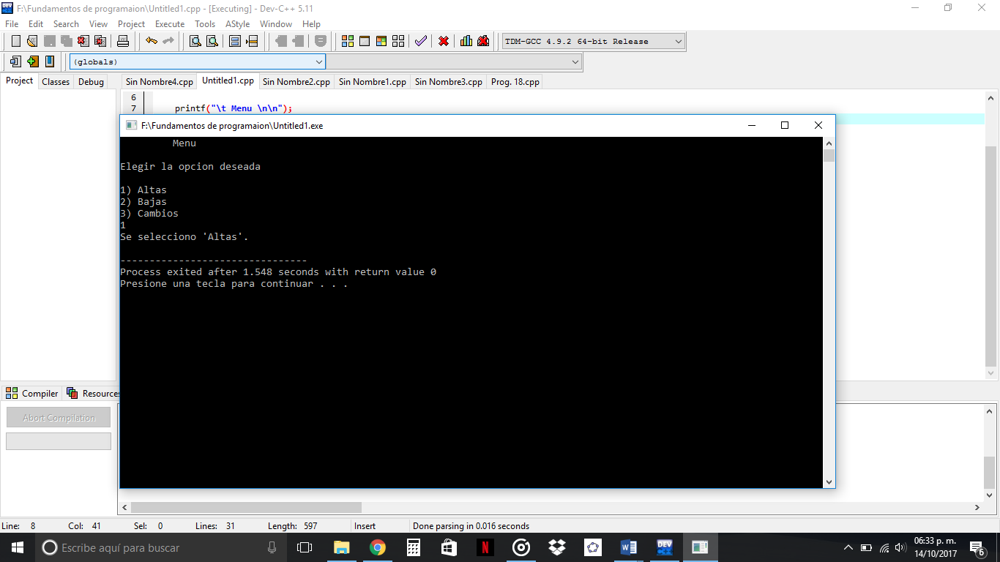 F:\Fundamentos de programaion\Untitled1.cpp - [Executing] - Dev-C++ 5.11
File Edit Search View Project Execute Tools AStyle Window Help
TDM-GCC 4.9.2 64-bit Release
(globals)
Project Classes Debug
Sin Nombre4.cpp Untitled1.cpp Sin Nombre2.cpp Sin Nombre1.cpp Sin Nombre3.cpp Prog. 18.cpp
6
7 printf("\t Menu \n\n");
F:\Fundamentos de programaion\Untitled1.exe
Menu
Elegir la opcion deseada
1) Altas
2) Bajas
3) Cambios
1
Se selecciono 'Altas'.
--------------------------------
Process exited after 1.548 seconds with return value 0
Presione una tecla para continuar . . .
Compiler Resources
Abort Compilation
Line: 8 Col: 41 Sel: 0 Lines: 31 Length: 597 Insert Done parsing in 0.016 seconds
Escribe aquí para buscar
N
DEV
06:33 p. m.
14/10/2017
6